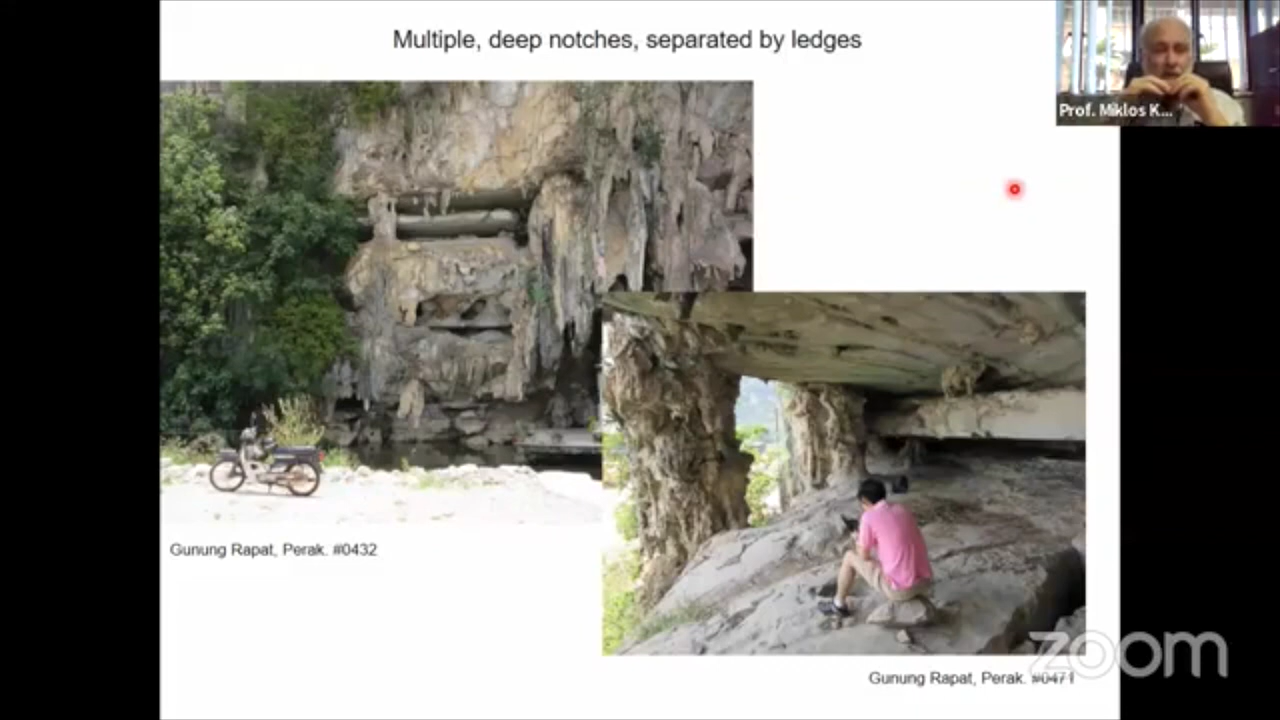 Multiple, deep notches, separated by ledges
Prof. Miklos K...
Gunung Rapat, Perak. #0432
Gunung Rapat, Perak. #0471
zoom